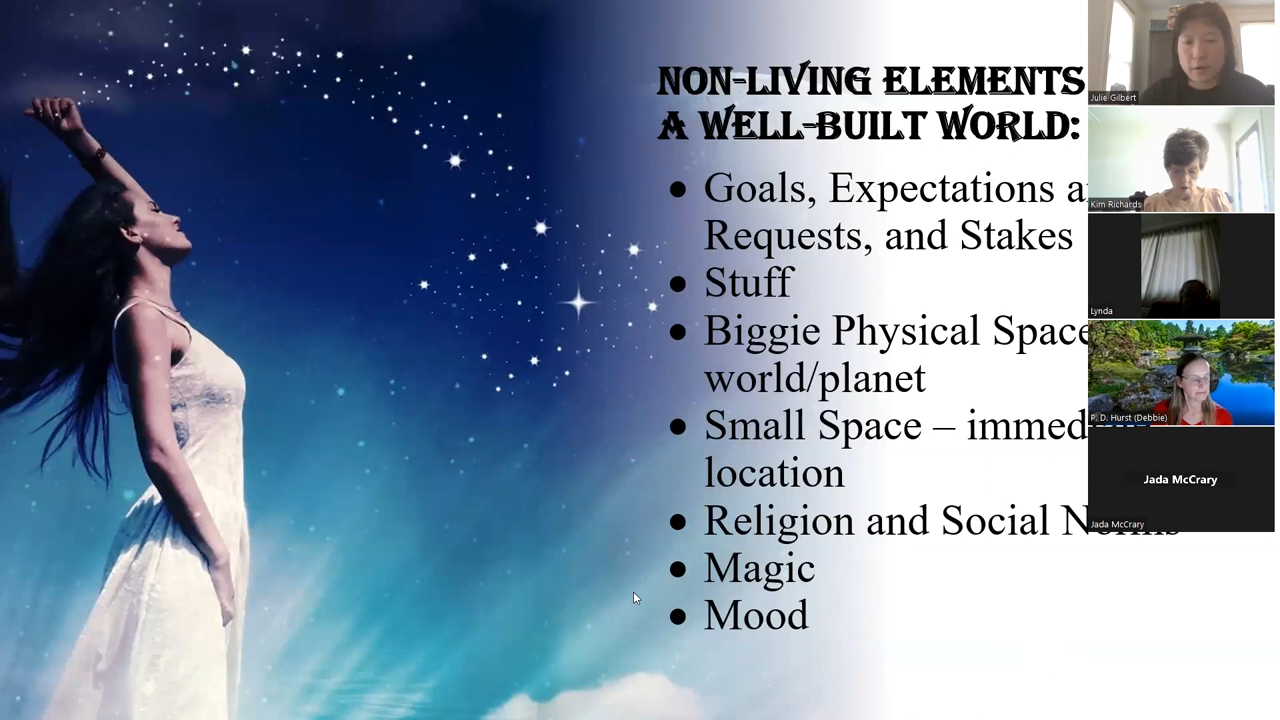 NON-LIVING ELEMENTS
A WELL-BUILT WORLD:
• Goals, Expectations
Requests, and Stakes
• Stuff
• Biggie Physical Space
world/planet
• Small Space –
location
• Religion and Social Norms
• Magic
• Mood
Julie Gilbert
Kim Richards
Lynda
P. D. Hurst (Debbie)
Jada McCrary
Jada McCrary